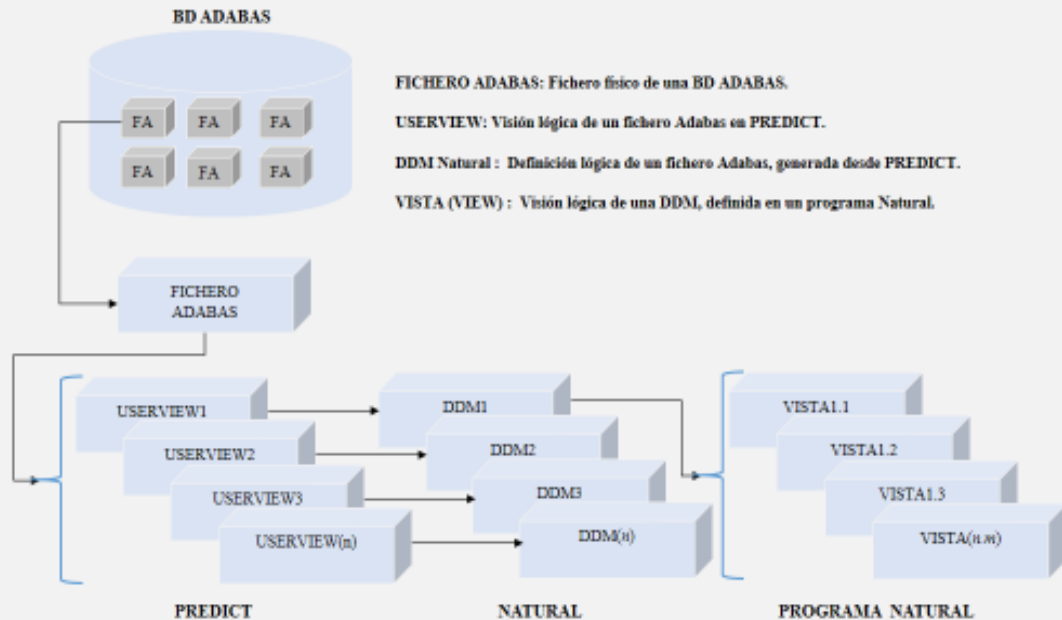 BD ADABAS
FA FA FA
FA FA FA
FICHERO ADABAS: Fichero físico de una BD ADABAS.
USERVIEW: Visión lógica de un fichero Adabas en PREDICT.
DDM Natural : Definición lógica de un fichero Adabas, generada desde PREDICT.
VISTA (VIEW) : Visión lógica de una DDM, definida en un programa Natural.
FICHERO
ADABAS
USERVIEW1
USERVIEW2
USERVIEW3
USERVIEW(n)
DDM1
DDM2
DDM3
DDM(n)
VISTA1.1
VISTA1.2
VISTA1.3
VISTA(n.m)
PREDICT
NATURAL
PROGRAMA NATURAL